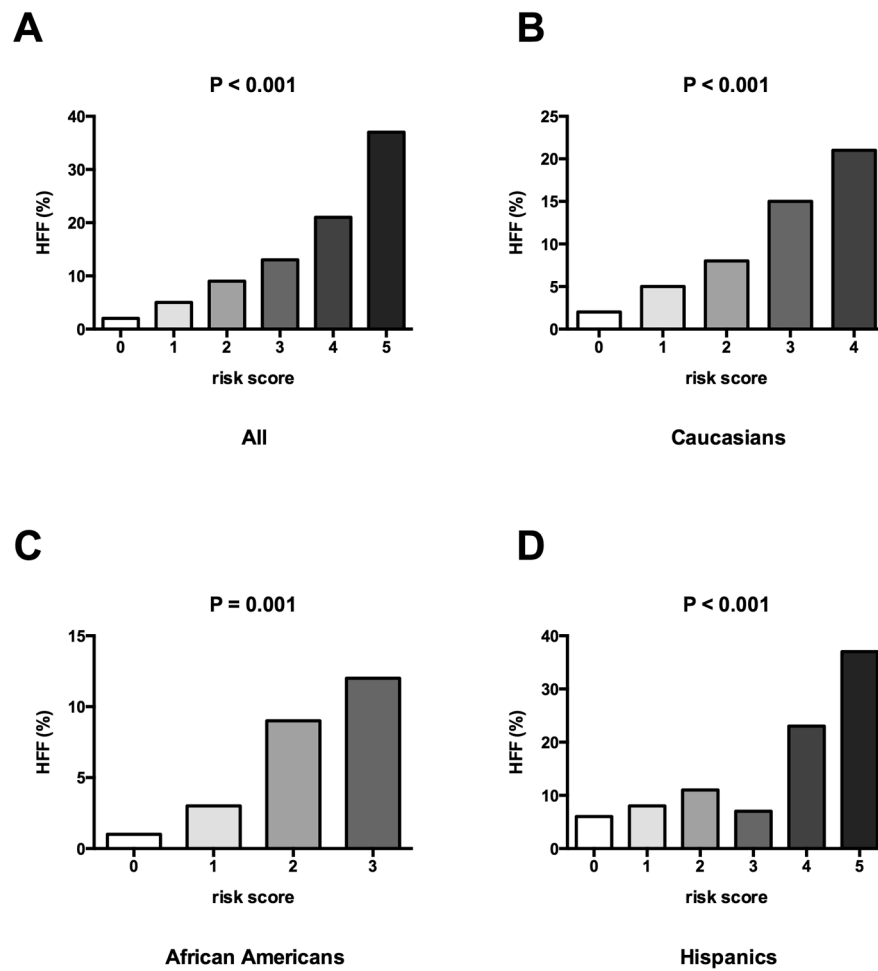 A
P < 0.001
HFF (%)
40
30
20
10
0
0 1 2 3 4 5
risk score
All
B
P < 0.001
HFF (%)
25
20
15
10
5
0
0 1 2 3 4
risk score
Caucasians
C
P = 0.001
HFF (%)
15
10
5
0
0 1 2 3
risk score
African Americans
D
P < 0.001
HFF (%)
40
30
20
10
0
0 1 2 3 4 5
risk score
Hispanics